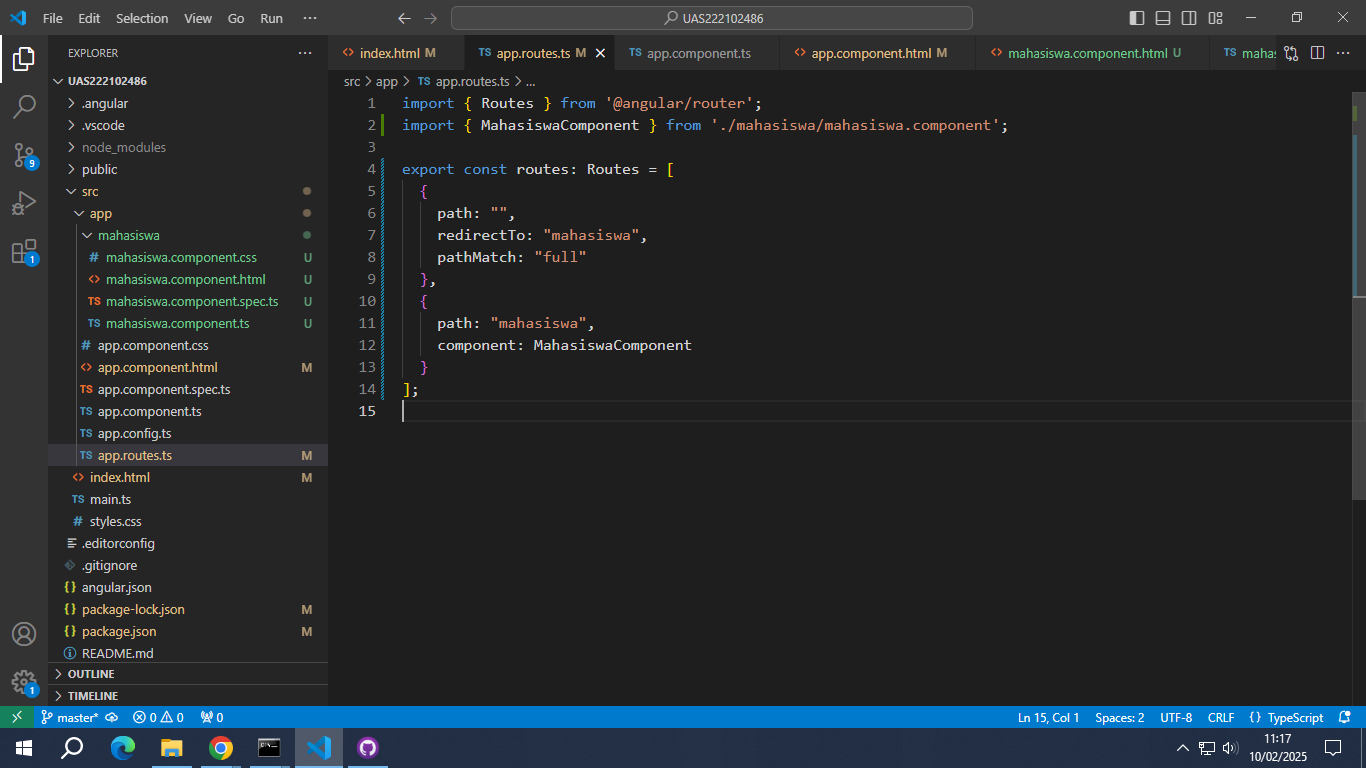 File Edit Selection View Go Run ···
UAS222102486
EXPLORER
UAS222102486
.angular
.vscode
node_modules
public
src
app
mahasiswa
# mahasiswa.component.css U
<> mahasiswa.component.html U
TS mahasiswa.component.spec.ts U
TS mahasiswa.component.ts U
# app.component.css
<> app.component.html M
TS app.component.spec.ts
TS app.component.ts
TS app.config.ts
TS app.routes.ts M
<> index.html M
TS main.ts
# styles.css
.editorconfig
.gitignore
{} angular.json
{} package-lock.json M
{} package.json M
README.md
OUTLINE
TIMELINE
9
1
1
<> index.html M
TS app.routes.ts M
TS app.component.ts
<> app.component.html M
<> mahasiswa.component.html U
TS mahas
src > app > TS app.routes.ts > ...
1 import { Routes } from '@angular/router';
2 import { MahasiswaComponent } from './mahasiswa/mahasiswa.component';
3
4 export const routes: Routes = [
5 {
6 path: "",
7 redirectTo: "mahasiswa",
8 pathMatch: "full"
9 },
10 {
11 path: "mahasiswa",
12 component: MahasiswaComponent
13 }
14 ];
15
master* 0 0 0
Ln 15, Col 1 Spaces: 2 UTF-8 CRLF {} TypeScript
11:17
10/02/2025